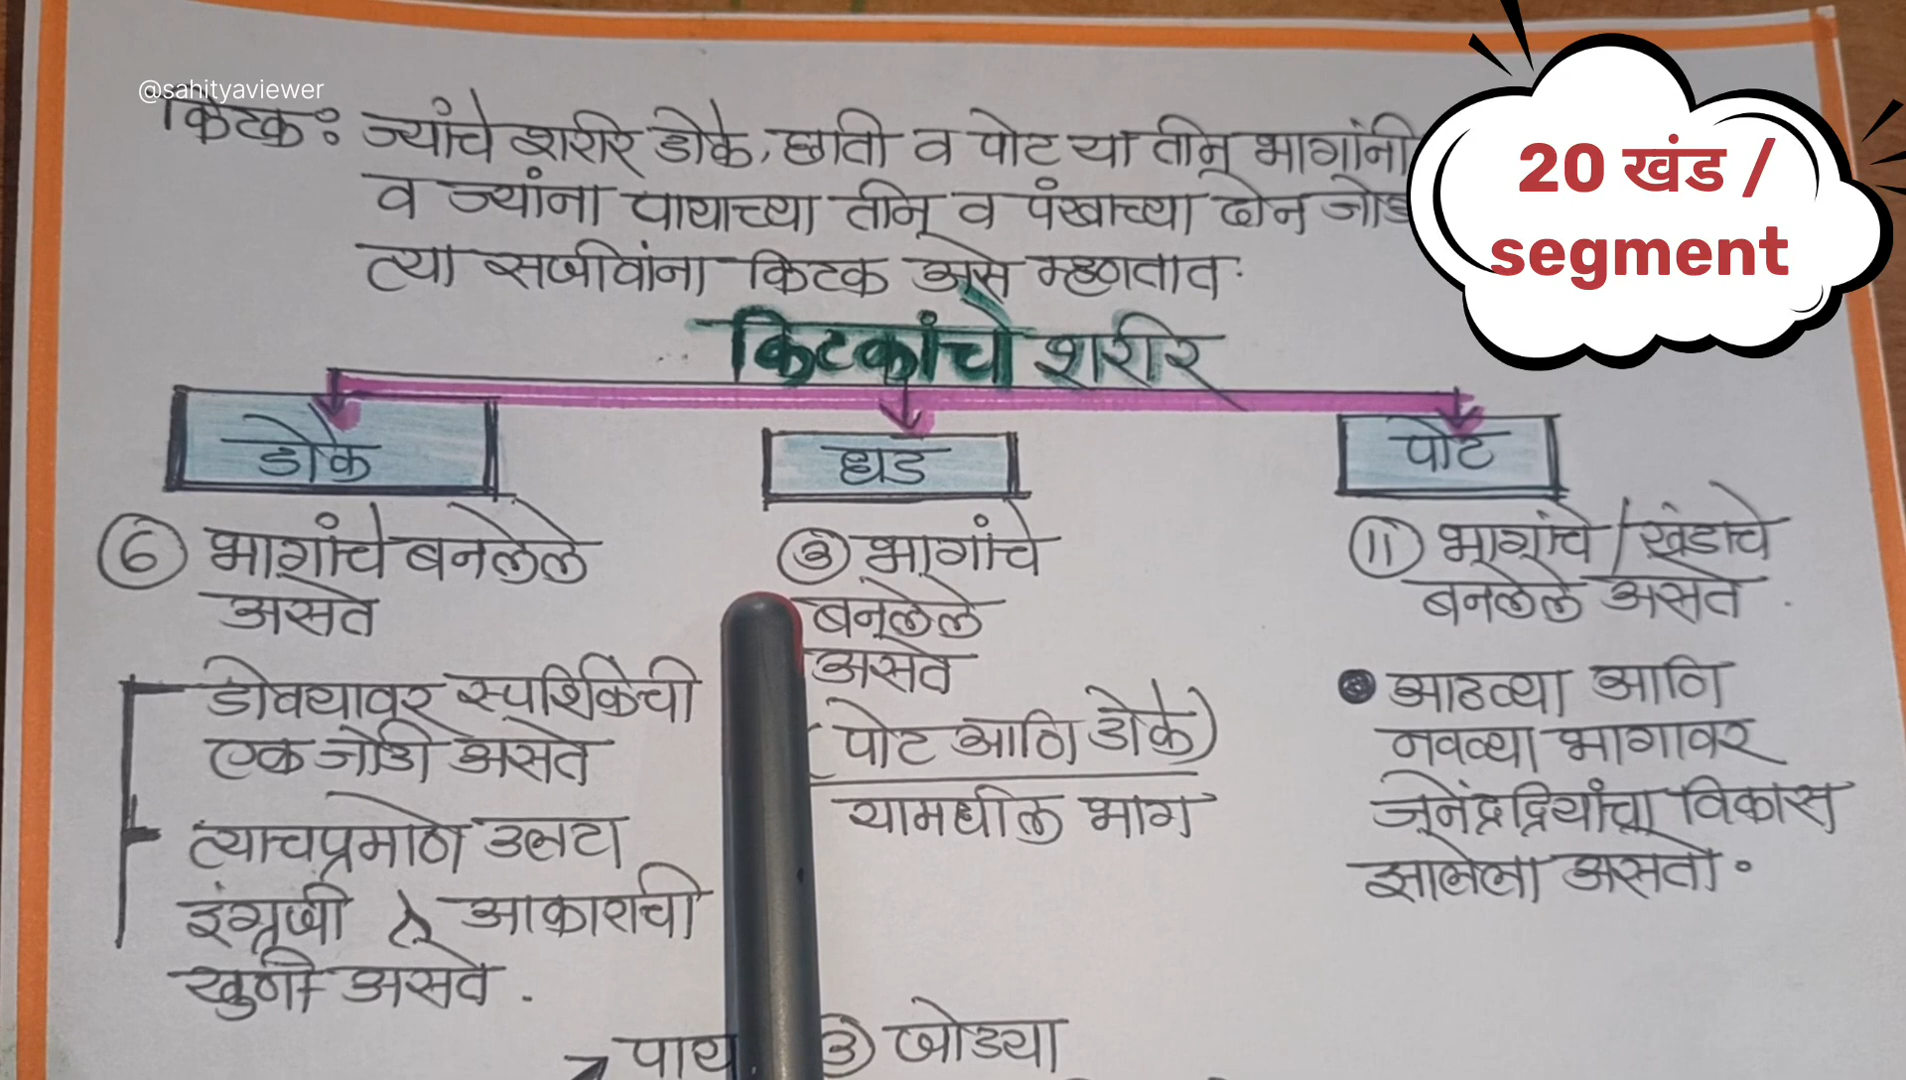 @sahityaviewer
किटकः ज्यांचे शरीर डोके, छाती व पोट या तीन भागांनी
व ज्यांना पायाच्या तीन व पंखाच्या दोन जोड
त्या सजीवांना किटक असे म्हणतात.
20 खंड /
segment
किटकांचे शरीर
डोके
धड
पोट
⑥ भागांचे बनलेले
असते
डोक्यावर स्पर्शिकेची
एक जोडी असते
त्याचप्रमाणे उलटा
इंग्रजी Y आकाराची
खुण असते.
③ भागांचे
बनलेले
असते
(पोट आणि डोके)
यामधील भाग
⑪ भागांचे / खंडाचे
बनलेले असते.
● आठव्या आणि
नवव्या भागावर
जनेंद्रियांचा विकास
झालेला असतो.
पाय ③ जोड्या